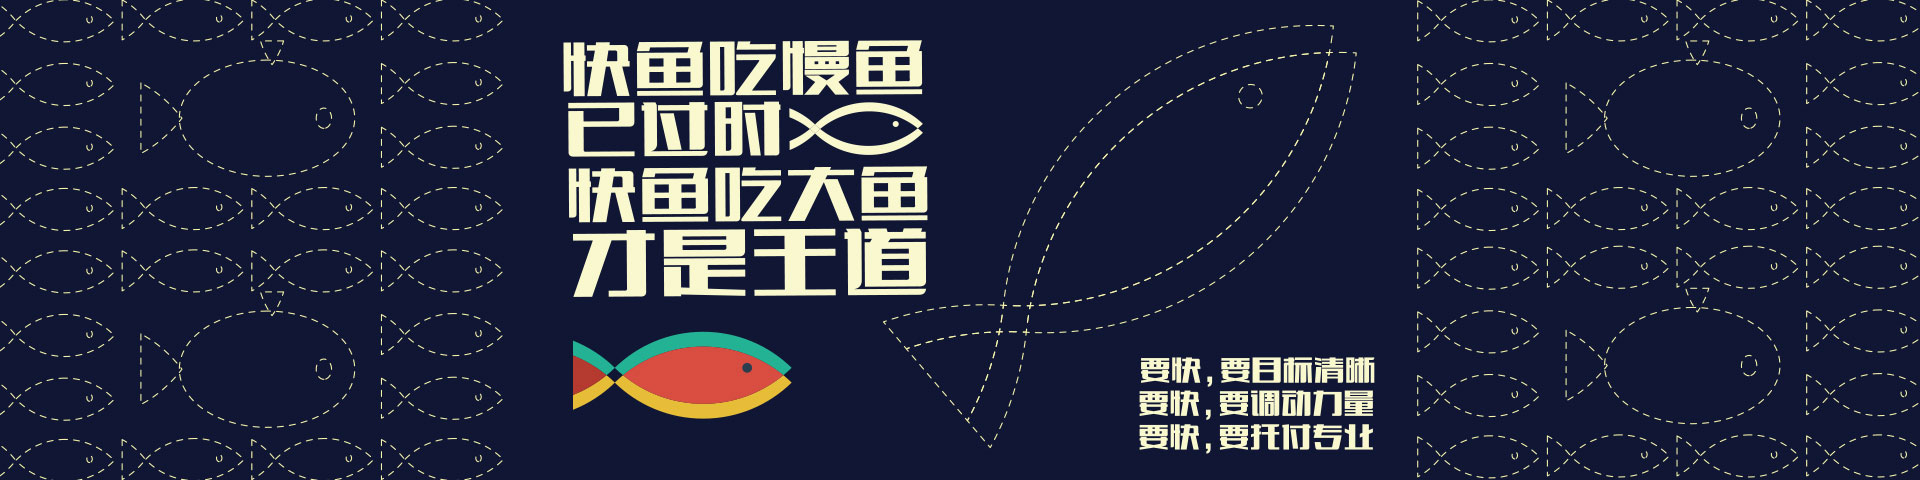 快鱼吃慢鱼
已过时
快鱼吃大鱼
才是王道
要快,要目标清晰
要快,要调动力量
要快,要托付专业